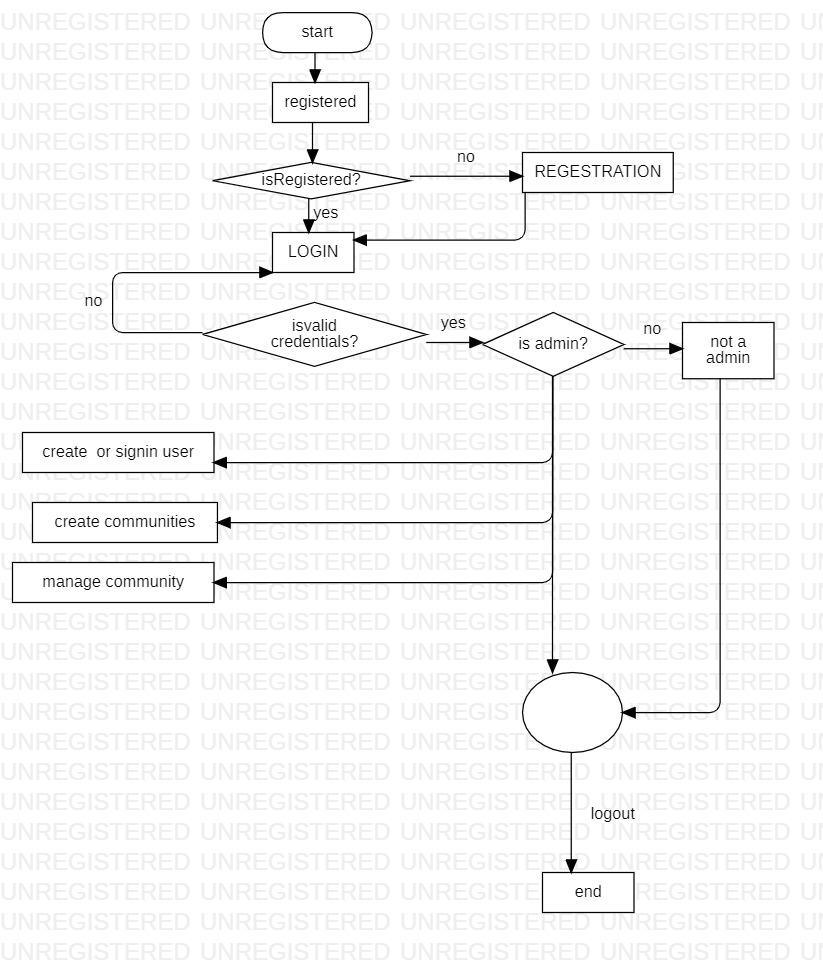 start
registered
isRegistered?
no
REGESTRATION
yes
LOGIN
no
isvalid
credentials?
yes
is admin?
no
not a
admin
create  or signin user
create communities
manage community
logout
end
UNREGISTERED